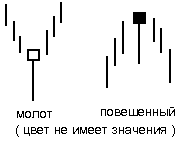 молот повешенный
( цвет не имеет значения )